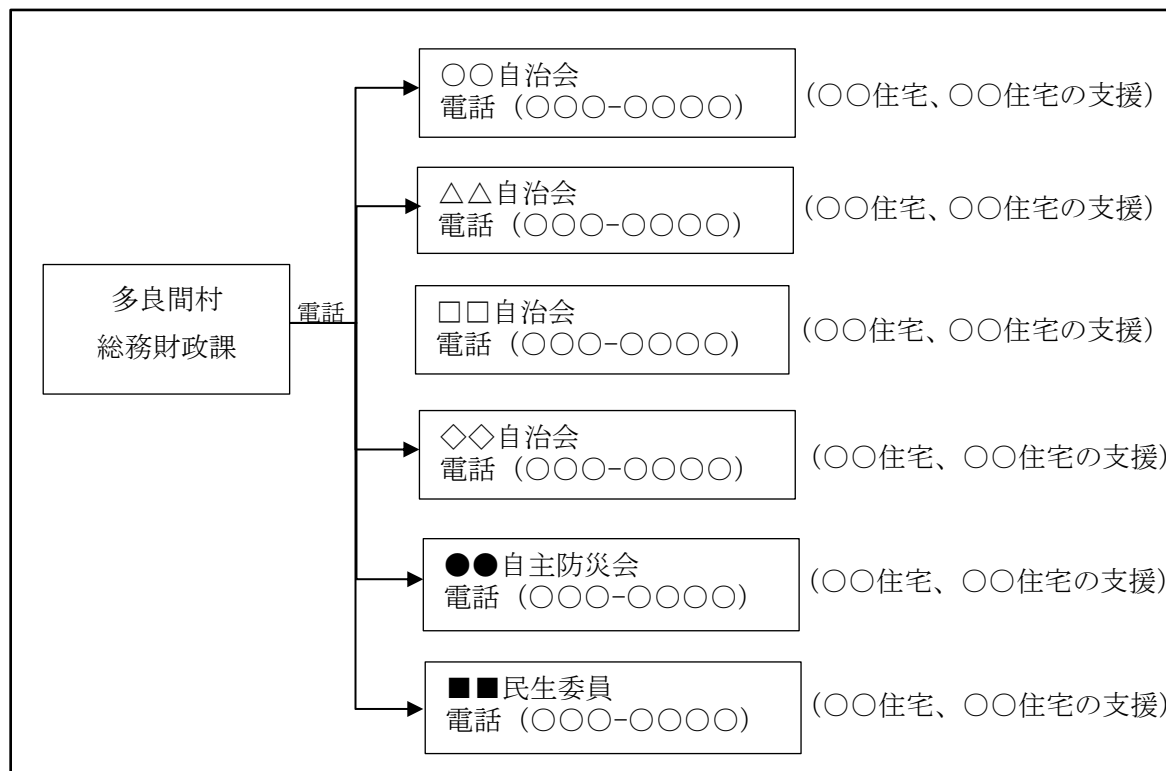 ○○自治会
電話（○○○-○○○○）
(○○住宅、○○住宅の支援)
△△自治会
電話（○○○-○○○○）
(○○住宅、○○住宅の支援)
多良間村
総務財政課
電話
□□自治会
電話（○○○-○○○○）
(○○住宅、○○住宅の支援)
◇◇自治会
電話（○○○-○○○○）
(○○住宅、○○住宅の支援)
●●自主防災会
電話（○○○-○○○○）
(○○住宅、○○住宅の支援)
■■民生委員
電話（○○○-○○○○）
(○○住宅、○○住宅の支援)